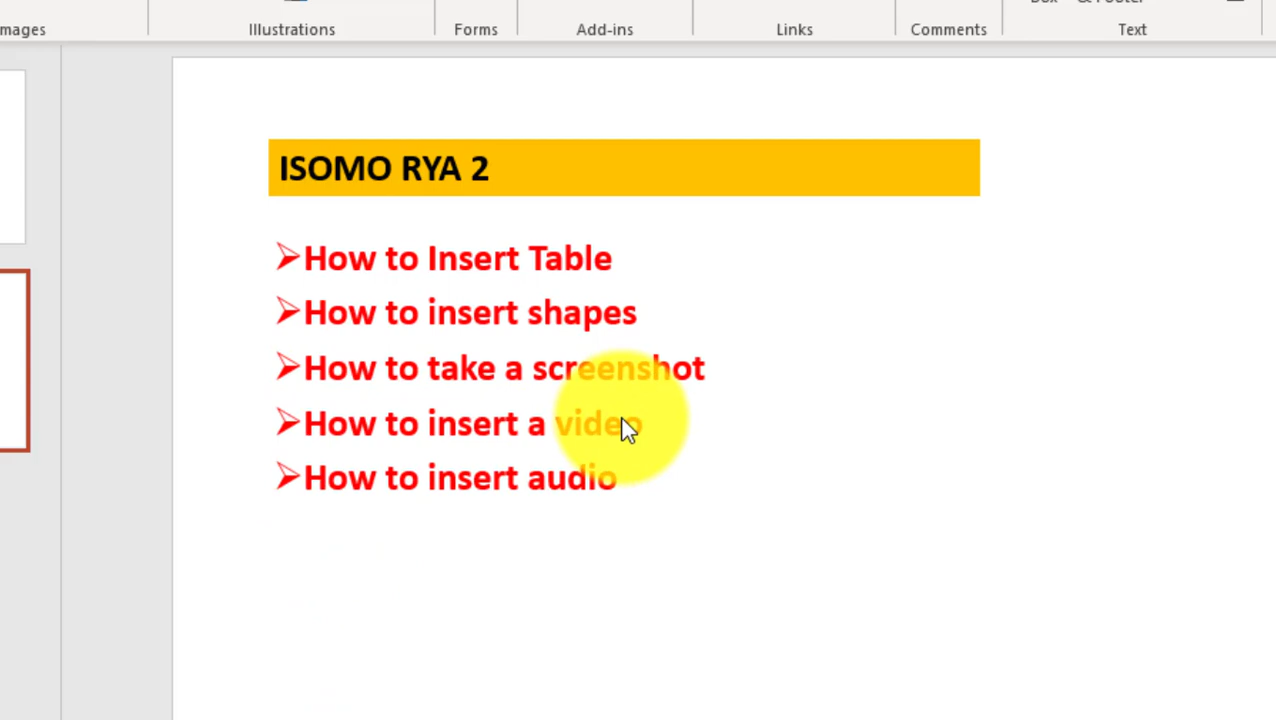 Illustrations Forms Add-ins Links Comments Text
ISOMO RYA 2
How to Insert Table
How to insert shapes
How to take a screenshot
How to insert a video
How to insert audio